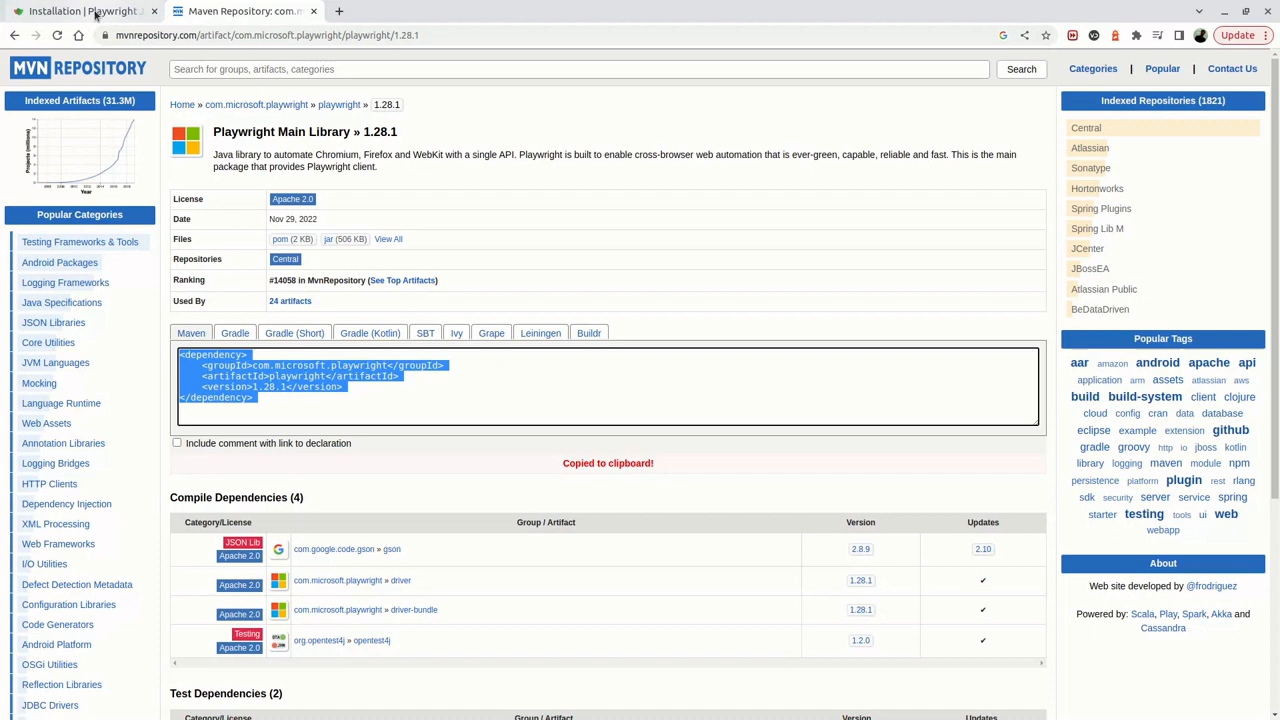 Installation | Playwright J
Maven Repository: com.m
Update
mvnrepository.com/artifact/com.microsoft.playwright/playwright/1.28.1
MVN REPOSITORY
Search for groups, artifacts, categories
Search
Categories | Popular | Contact Us
Indexed Artifacts (31.3M)
Projects (millions)
Year
Popular Categories
Testing Frameworks & Tools
Android Packages
Logging Frameworks
Java Specifications
JSON Libraries
Core Utilities
JVM Languages
Mocking
Language Runtime
Web Assets
Annotation Libraries
Logging Bridges
HTTP Clients
Dependency Injection
XML Processing
Web Frameworks
I/O Utilities
Defect Detection Metadata
Configuration Libraries
Code Generators
Android Platform
OSGi Utilities
Reflection Libraries
JDBC Drivers
Home » com.microsoft.playwright » playwright » 1.28.1
Playwright Main Library » 1.28.1
Java library to automate Chromium, Firefox and WebKit with a single API. Playwright is built to enable cross-browser web automation that is ever-green, capable, reliable and fast. This is the main
package that provides Playwright client.
License Apache 2.0
Date Nov 29, 2022
Files pom (2 KB) jar (506 KB) View All
Repositories Central
Ranking #14058 in MvnRepository (See Top Artifacts)
Used By 24 artifacts
Maven Gradle Gradle (Short) Gradle (Kotlin) SBT Ivy Grape Leiningen Buildr
<dependency>
<groupId>com.microsoft.playwright</groupId>
<artifactId>playwright</artifactId>
<version>1.28.1</version>
</dependency>
Include comment with link to declaration
Copied to clipboard!
Compile Dependencies (4)
Category/License Group / Artifact Version Updates
JSON Lib
Apache 2.0 com.google.code.gson » gson 2.8.9 2.10
Apache 2.0 com.microsoft.playwright » driver 1.28.1 ✔
Apache 2.0 com.microsoft.playwright » driver-bundle 1.28.1 ✔
Testing
Apache 2.0 org.opentest4j » opentest4j 1.2.0 ✔
Test Dependencies (2)
Category/License Group / Artifact Version Updates
Indexed Repositories (1821)
Central
Atlassian
Sonatype
Hortonworks
Spring Plugins
Spring Lib M
JCenter
JBossEA
Atlassian Public
BeDataDriven
Popular Tags
aar amazon android apache api
application arm assets atlassian aws
build build-system client clojure
cloud config cran data database
eclipse example extension github
gradle groovy http io jboss kotlin
library logging maven module npm
persistence platform plugin rest rlang
sdk security server service spring
starter testing tools ui web
webapp
About
Web site developed by @frodriguez
Powered by: Scala, Play, Spark, Akka and
Cassandra